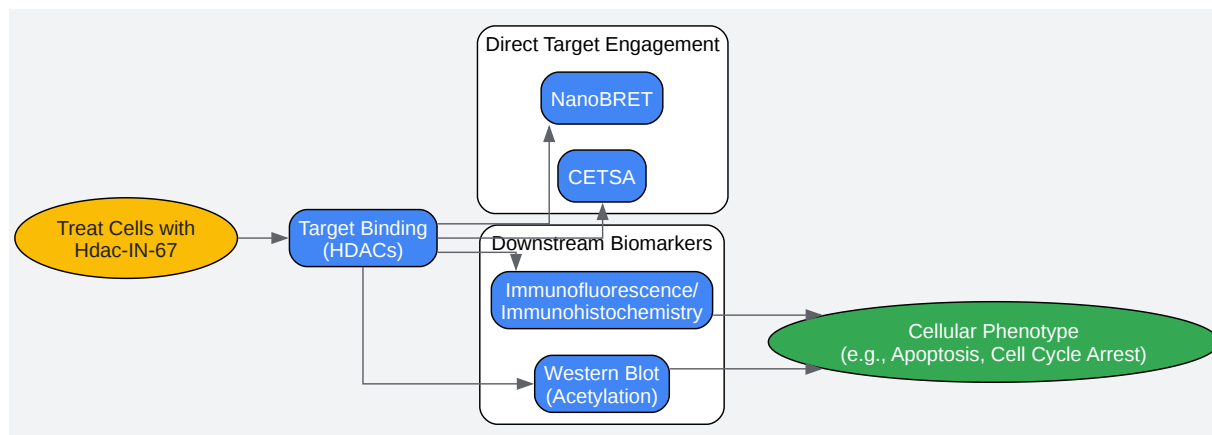 Direct Target Engagement
NanoBRET
CETSA
Treat Cells with
Hdac-IN-67
Target Binding
(HDACs)
Downstream Biomarkers
Immunofluorescence/
Immunohistochemistry
Western Blot
(Acetylation)
Cellular Phenotype
(e.g., Apoptosis, Cell Cycle Arrest)